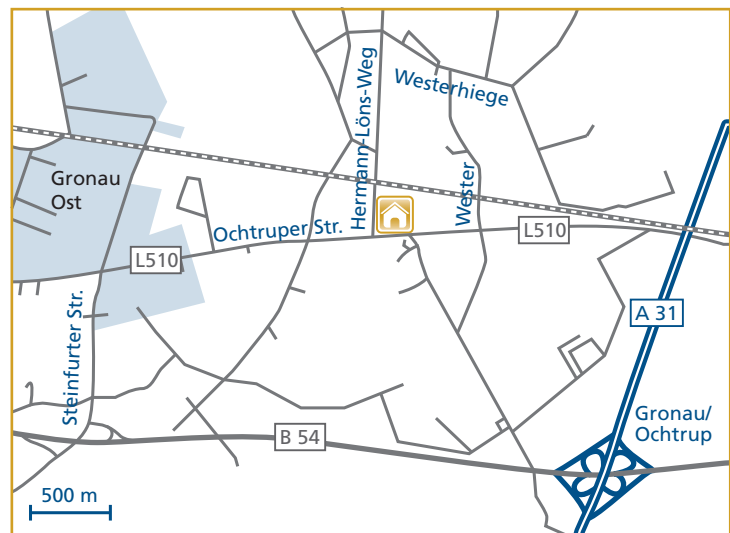 Hermann-Löns-Weg
Westerhiege
Gronau
Ost
Wester
Ochtruper Str.
L510
L510
A 31
Steinfurter Str.
Gronau/
Ochtrup
B 54
500 m